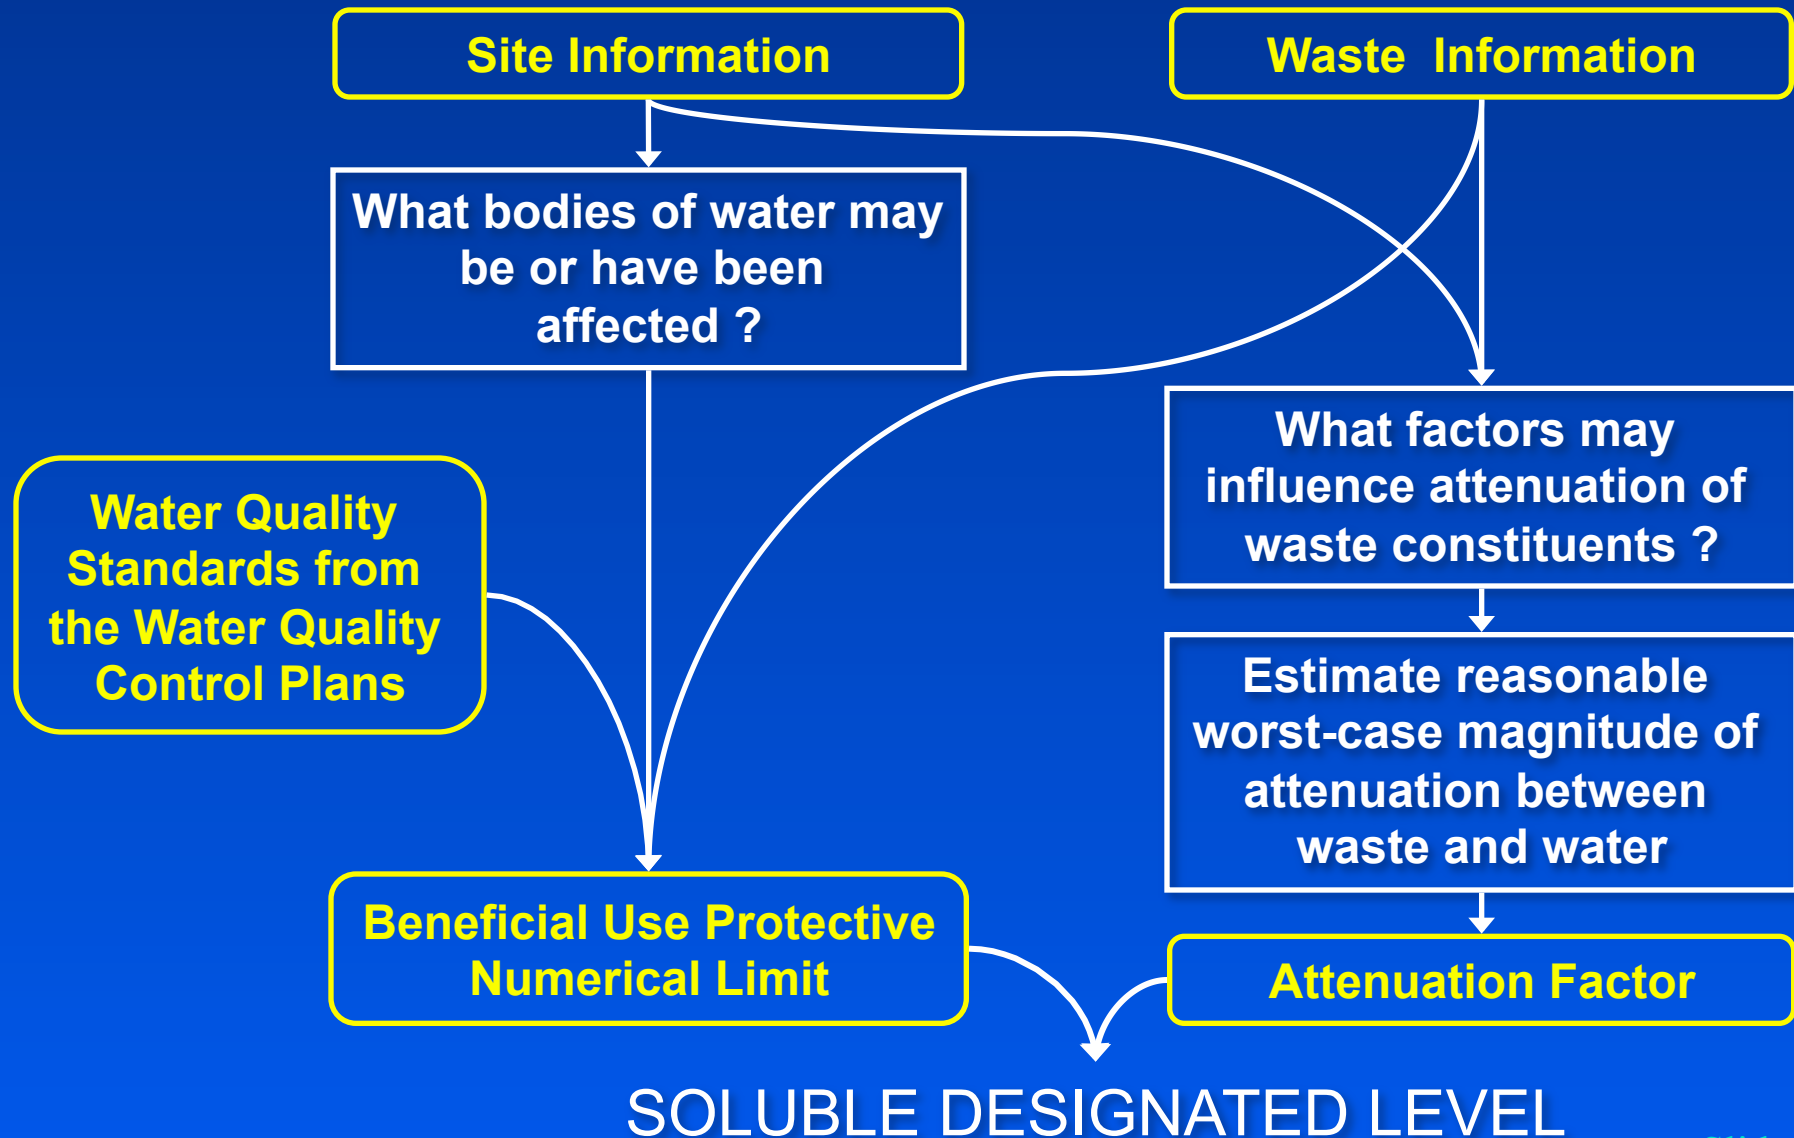 Site Information
Waste Information
What bodies of water may
be or have been
affected ?
What factors may
influence attenuation of
waste constituents ?
Water Quality
Standards from
the Water Quality
Control Plans
Estimate reasonable
worst-case magnitude of
attenuation between
waste and water
Beneficial Use Protective
Numerical Limit
Attenuation Factor
SOLUBLE DESIGNATED LEVEL